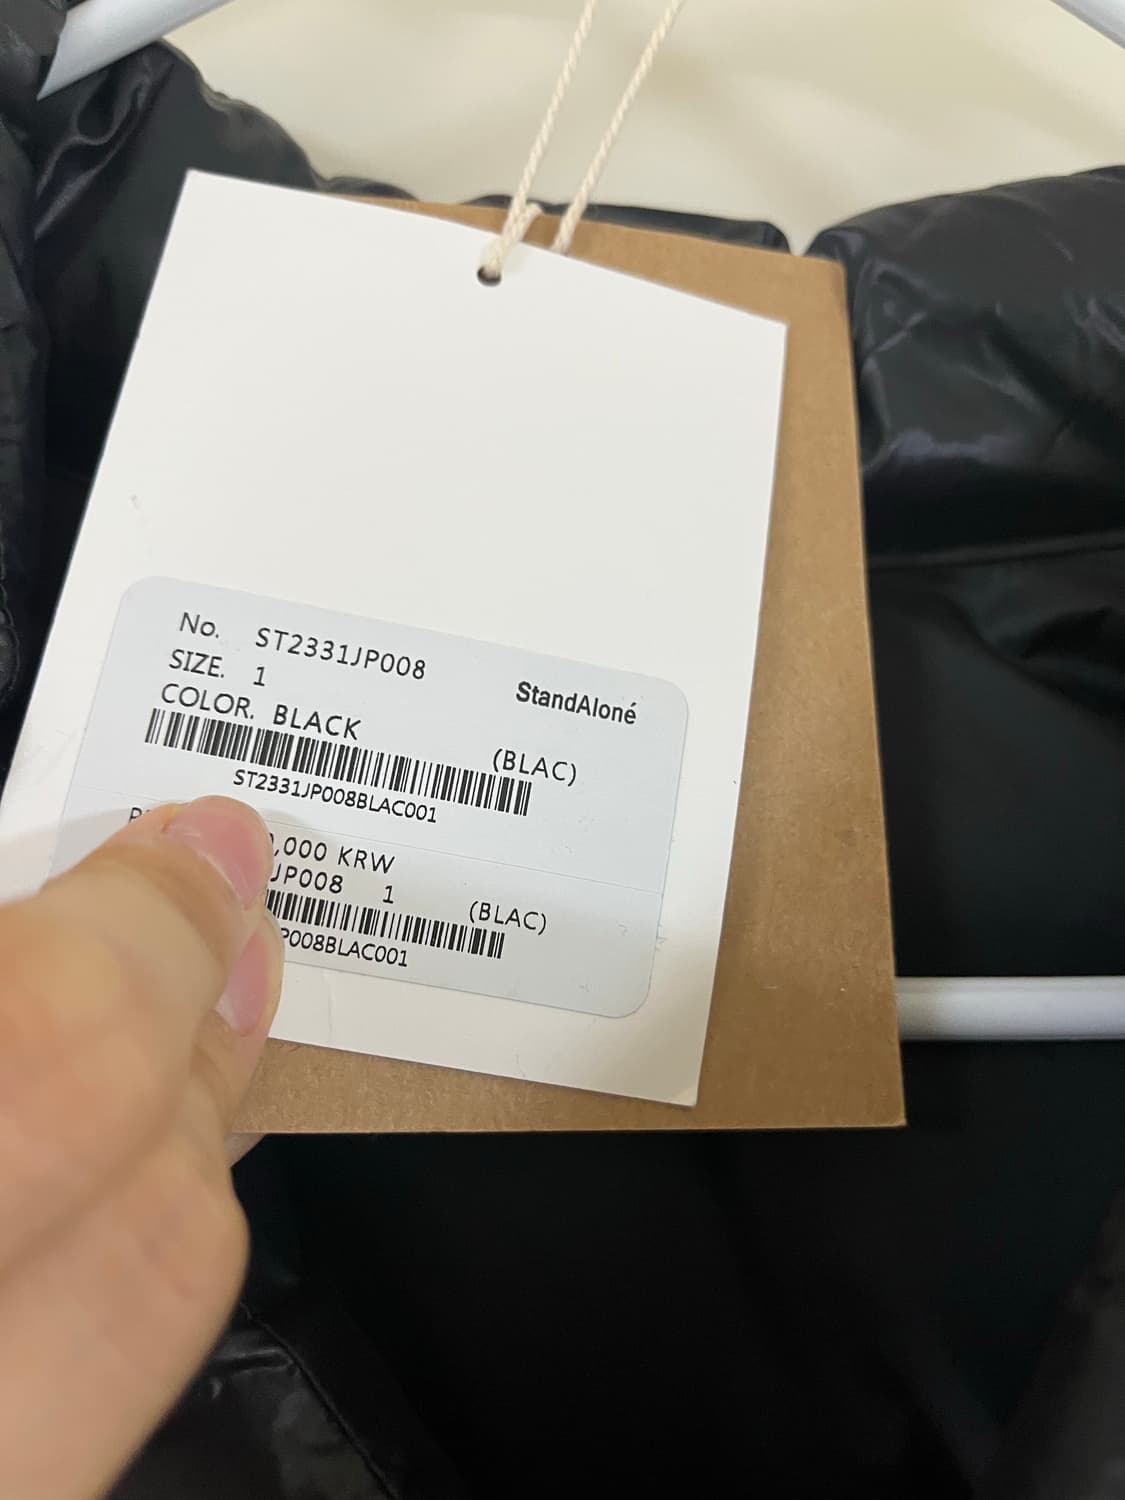 No. ST2331JP008
SIZE. 1
StandAloné
COLOR. BLACK (BLAC)
ST2331JP008BLAC001
,000 KRW
JP008 1 (BLAC)
P008BLAC001